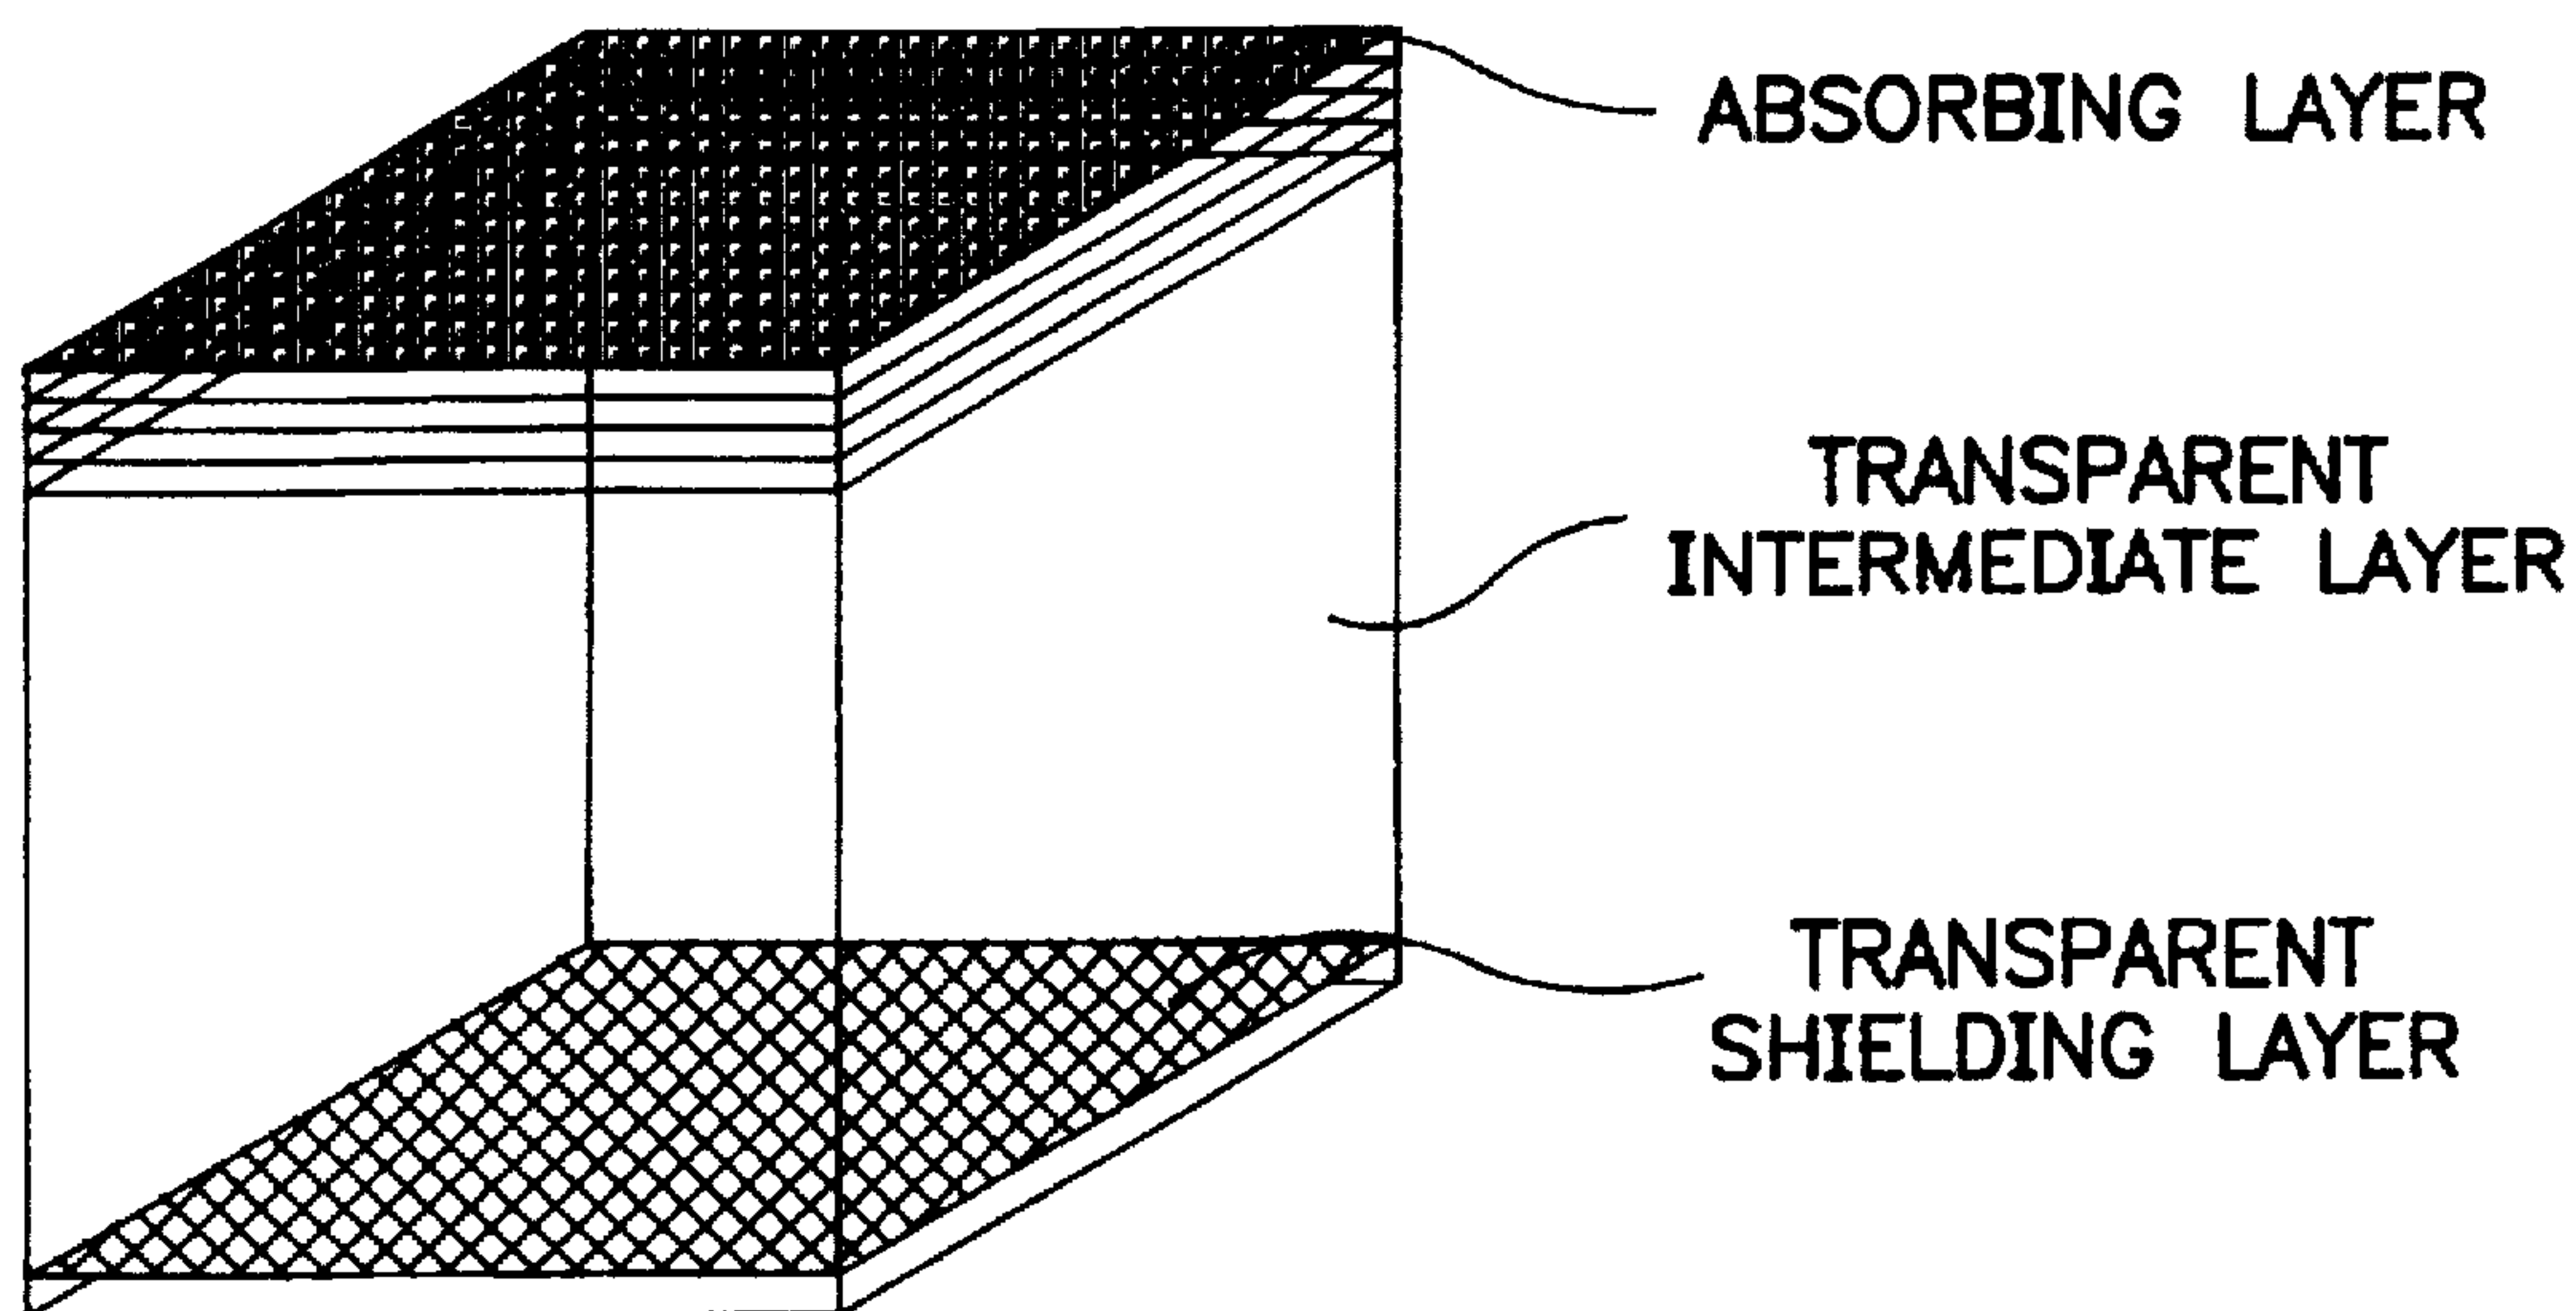 ABSORBING LAYER
TRANSPARENT
INTERMEDIATE LAYER
TRANSPARENT
SHIELDING LAYER